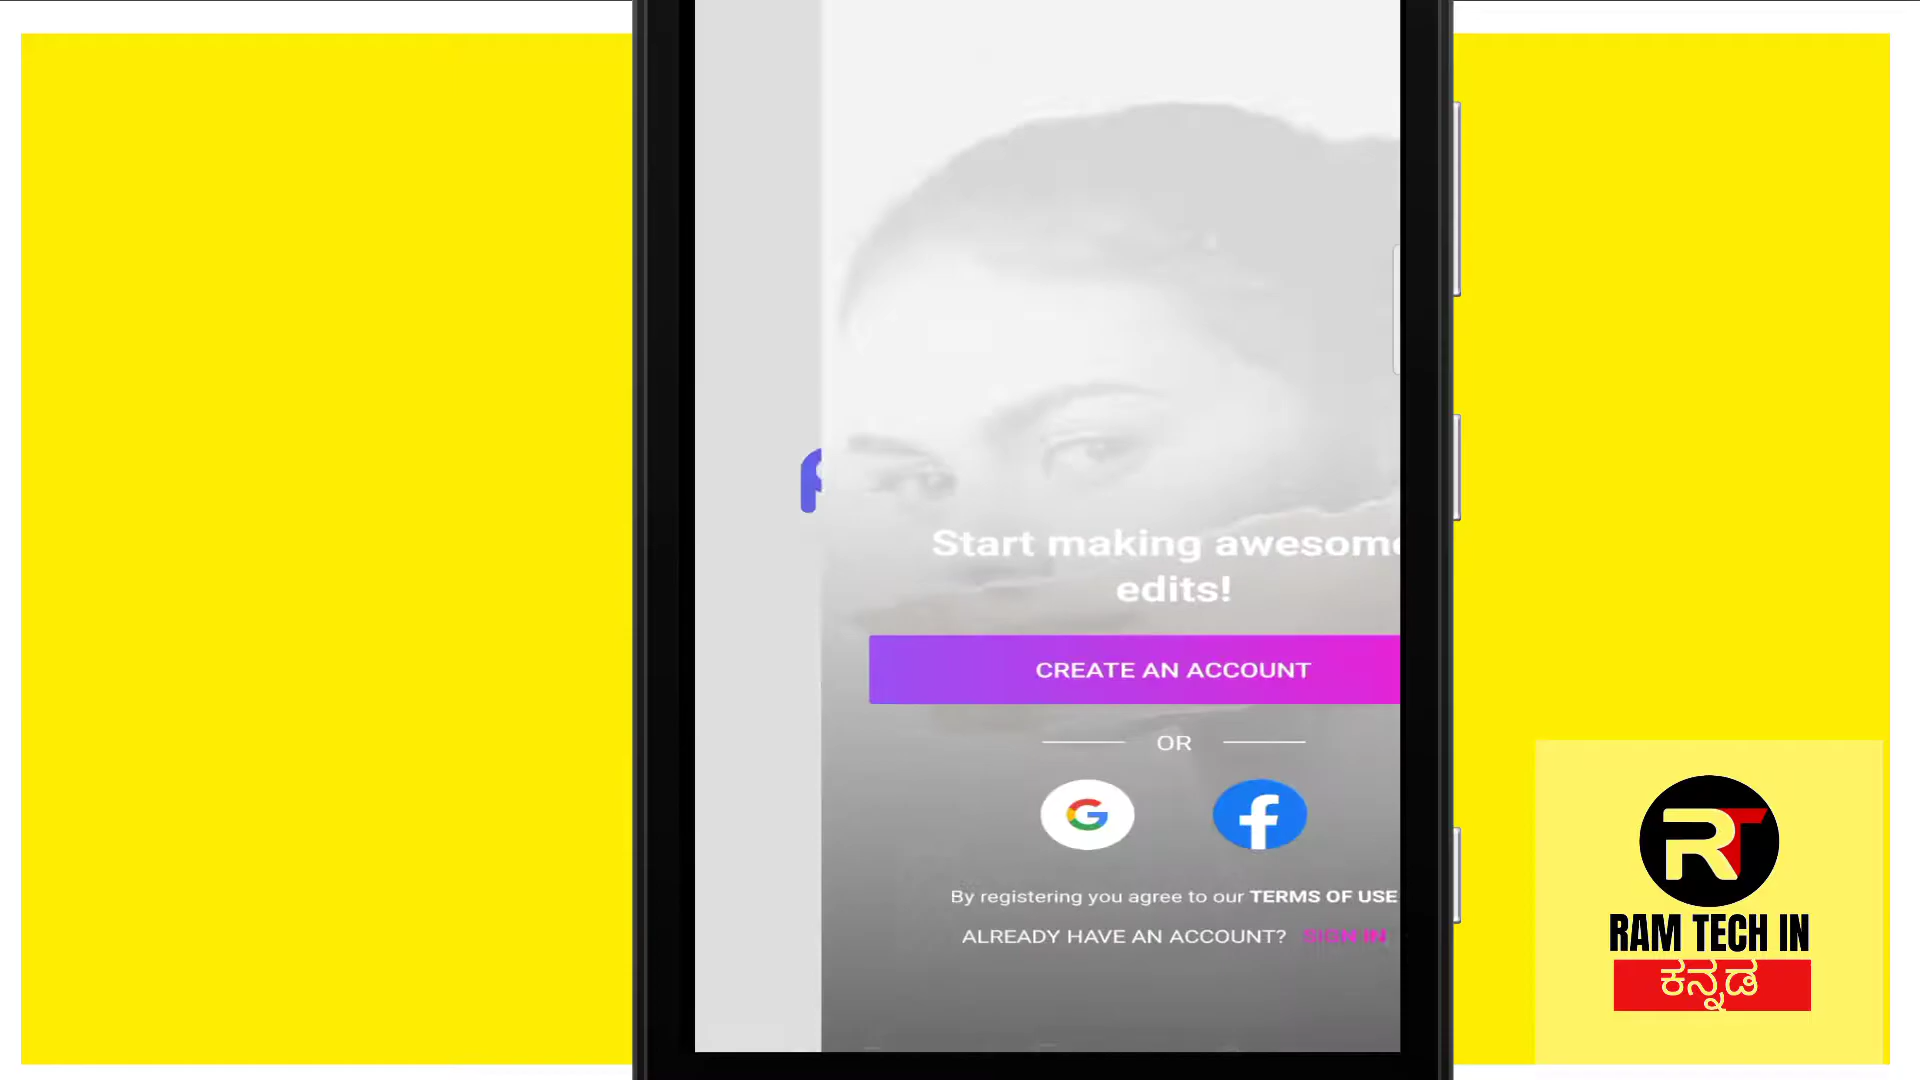 Start making awesome
edits!
CREATE AN ACCOUNT
OR
By registering you agree to our TERMS OF USE
ALREADY HAVE AN ACCOUNT? SIGN IN
RT
RAM TECH IN
ಕನ್ನಡ